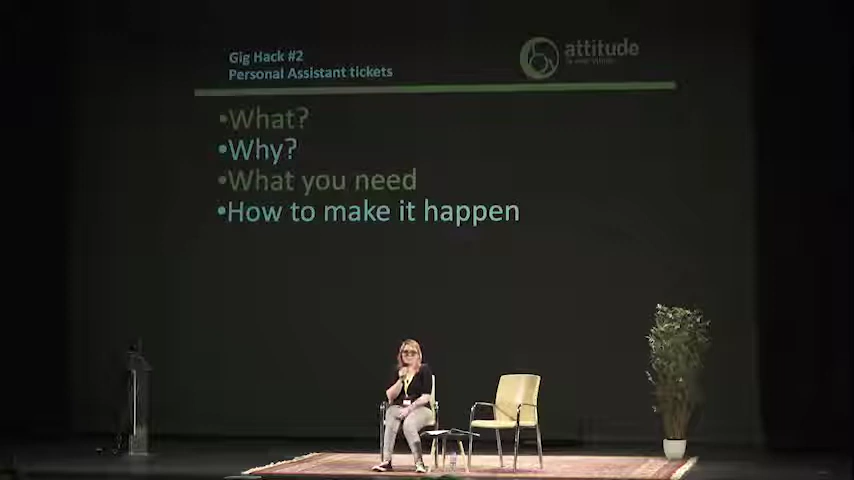 Gig Hack #2
Personal Assistant tickets
attitude
•What?
•Why?
•What you need
•How to make it happen